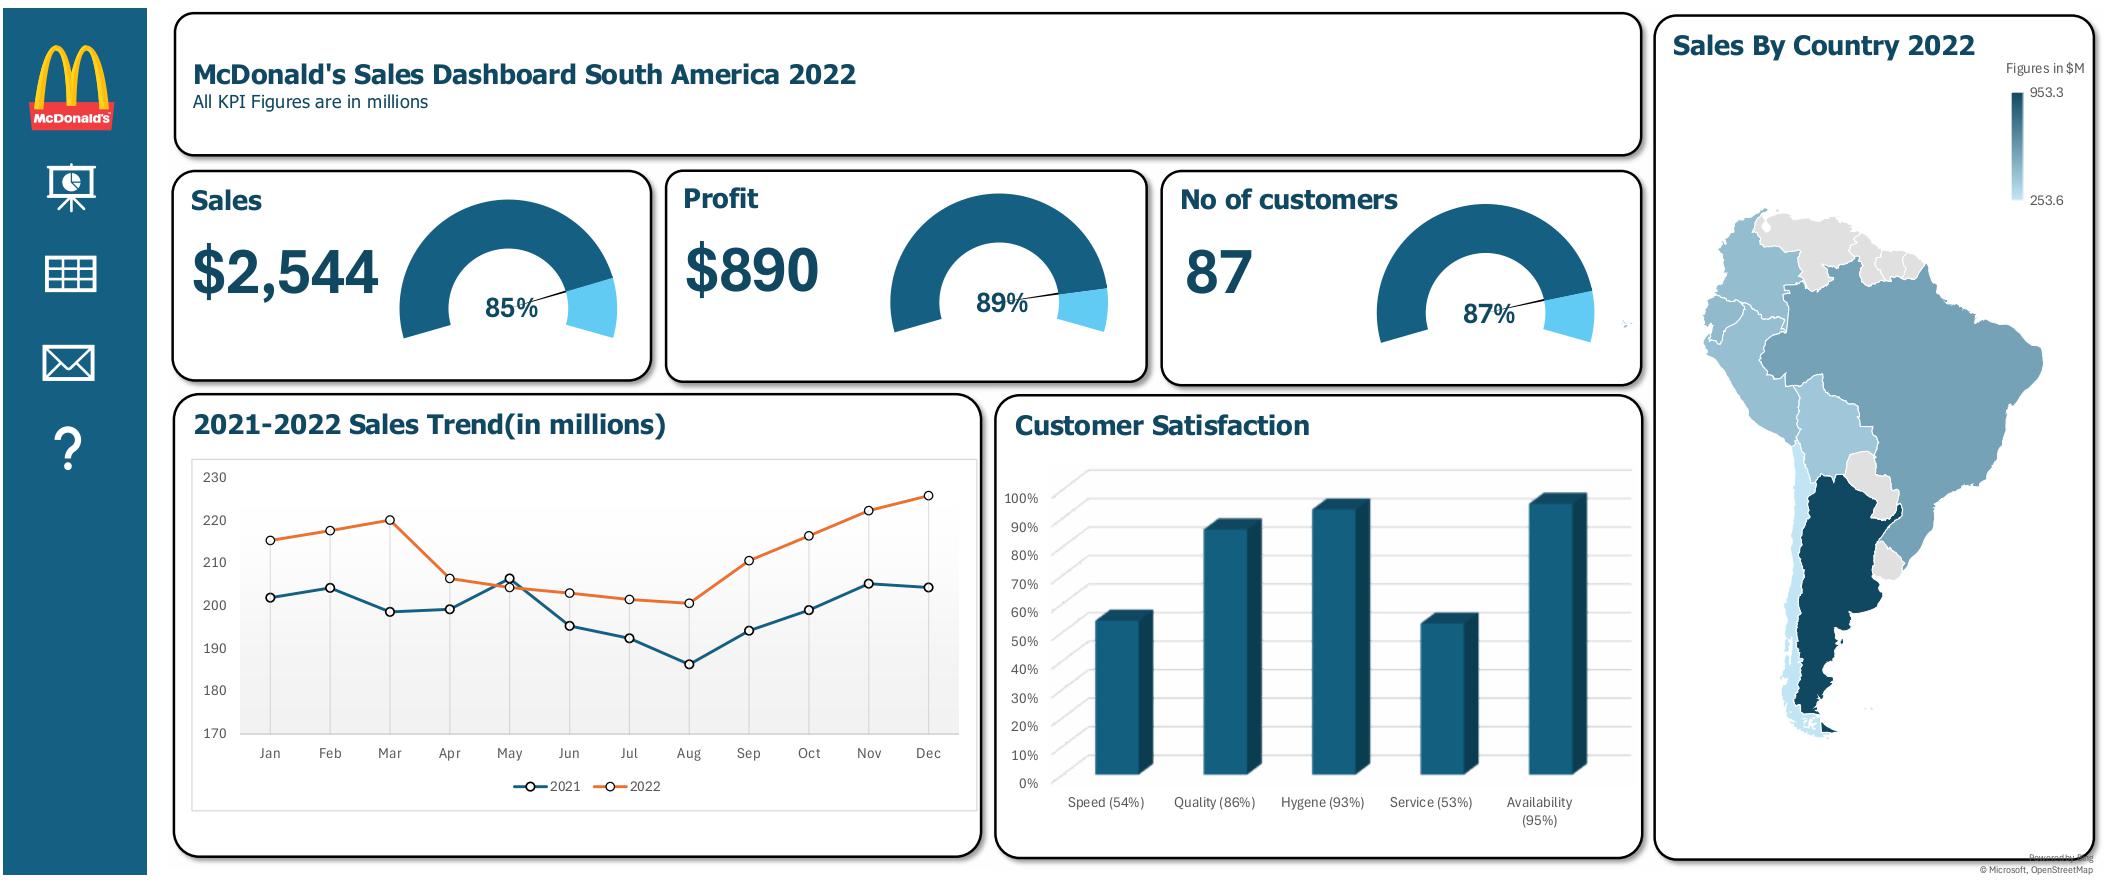 McDonald's
McDonald's Sales Dashboard South America 2022
All KPI Figures are in millions
Sales
$2,544
85%
Profit
$890
89%
No of customers
87
87%
2021-2022 Sales Trend(in millions)
230
220
210
200
190
180
170
Jan Feb Mar Apr May Jun Jul Aug Sep Oct Nov Dec
2021 2022
Customer Satisfaction
100%
90%
80%
70%
60%
50%
40%
30%
20%
10%
0%
Speed (54%) Quality (86%) Hygene (93%) Service (53%) Availability
(95%)
Sales By Country 2022
Figures in $M
953.3
253.6
Powered by Bing
© Microsoft, OpenStreetMap